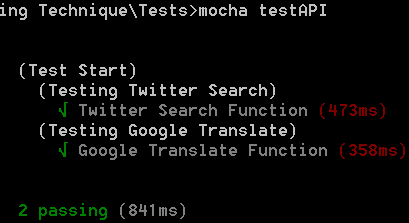 ing Technique\Tests>mocha testAPI
(Test Start)
(Testing Twitter Search)
√ Twitter Search Function (473ms)
(Testing Google Translate)
√ Google Translate Function (358ms)
2 passing (841ms)